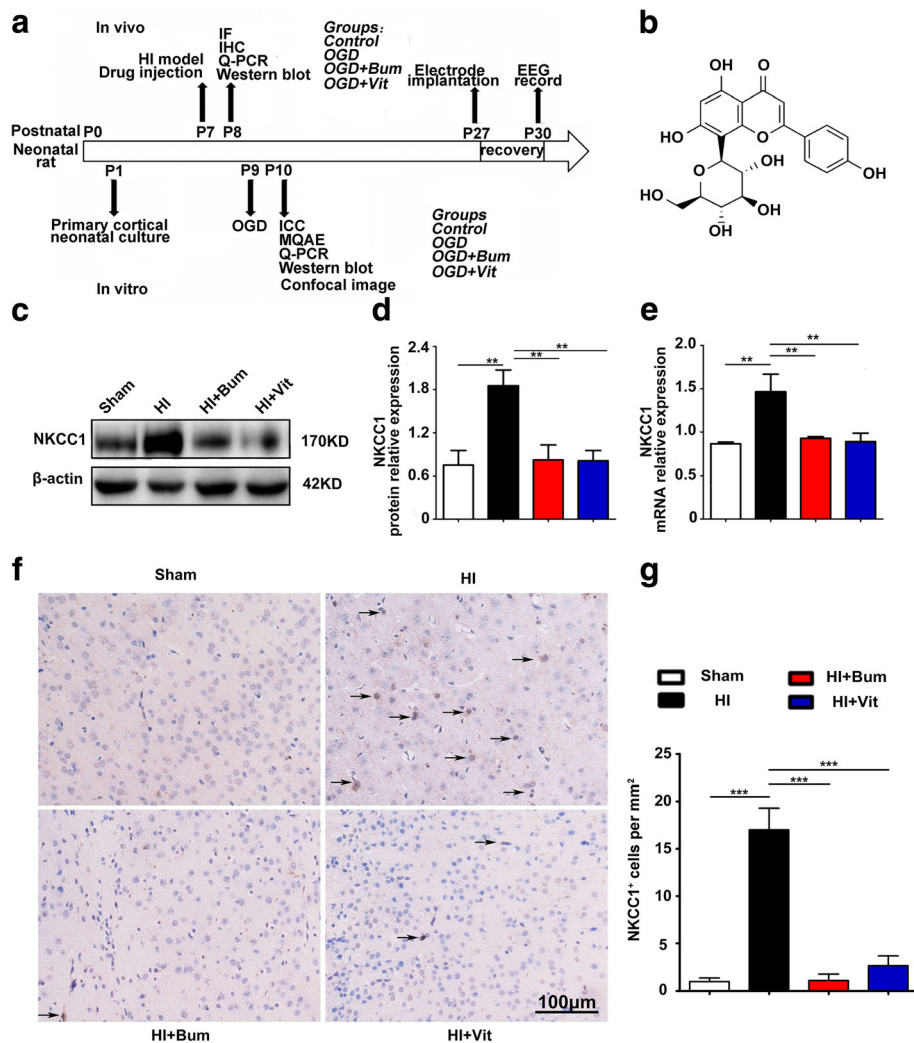 a
In vivo
IF
IHC
Q-PCR
Western blot
HI model
Drug injection
Groups:
Control
OGD
OGD+Bum
OGD+Vit
Electrode
implantation
EEG
record
Postnatal P0
P7
P8
P27
P30
Neonatal
rat
recovery
P1
P9
P10
Primary cortical
neonatal culture
OGD
ICC
MQAE
Q-PCR
Western blot
Confocal image
Groups
Control
OGD
OGD+Bum
OGD+Vit
In vitro
b
OH
O
HO
O
OH
OH
O
HO
OH
OH
c
Sham
HI
HI+Bum
HI+Vit
NKCC1
170KD
β-actin
42KD
d
NKCC1
protein relative expression
2.4
1.8
1.2
0.6
0
**
**
**
e
NKCC1
mRNA relative expression
2.0
1.5
1.0
0.5
0.0
**
**
**
f
Sham
HI
HI+Bum
HI+Vit
100μm
g
Sham
HI
HI+Bum
HI+Vit
NKCC1⁺ cells per mm²
25
20
15
10
5
0
***
***
***